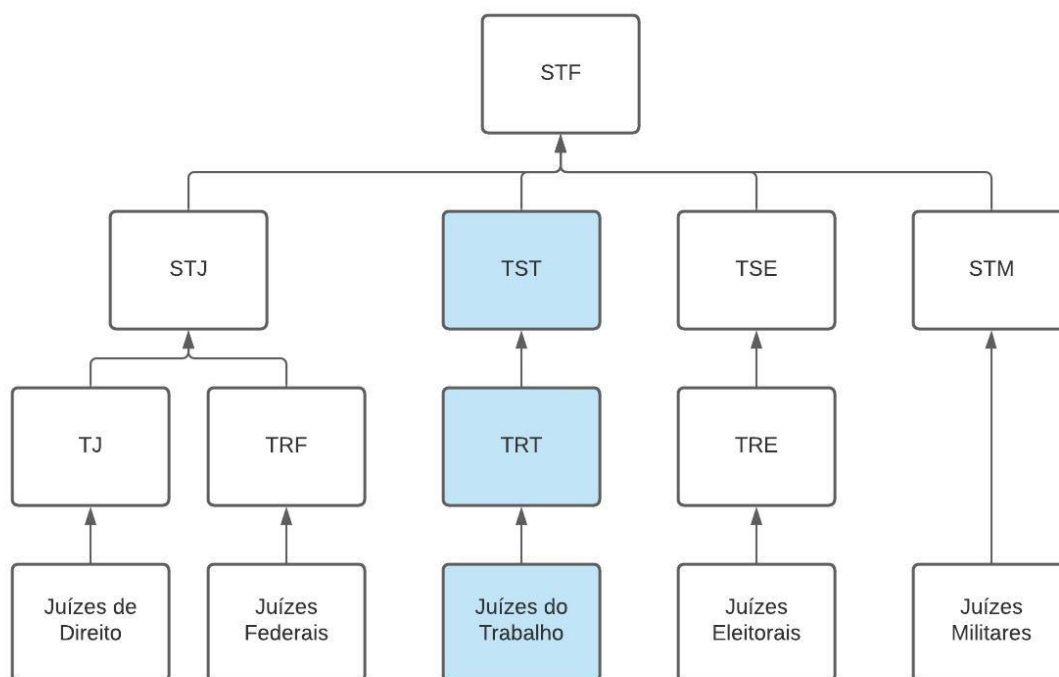 STF
STJ
TST
TSE
STM
TJ
TRF
TRT
TRE
Juízes de
Direito
Juízes
Federais
Juízes do
Trabalho
Juízes
Eleitorais
Juízes
Militares